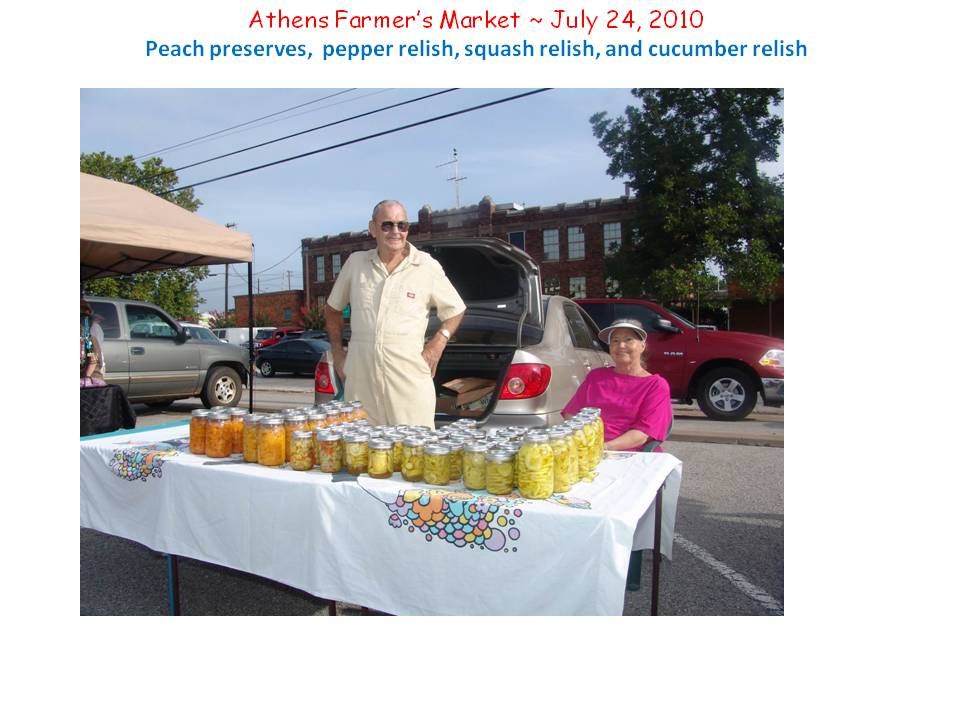 Athens Farmer's Market ~ July 24, 2010
Peach preserves,  pepper relish, squash relish, and cucumber relish